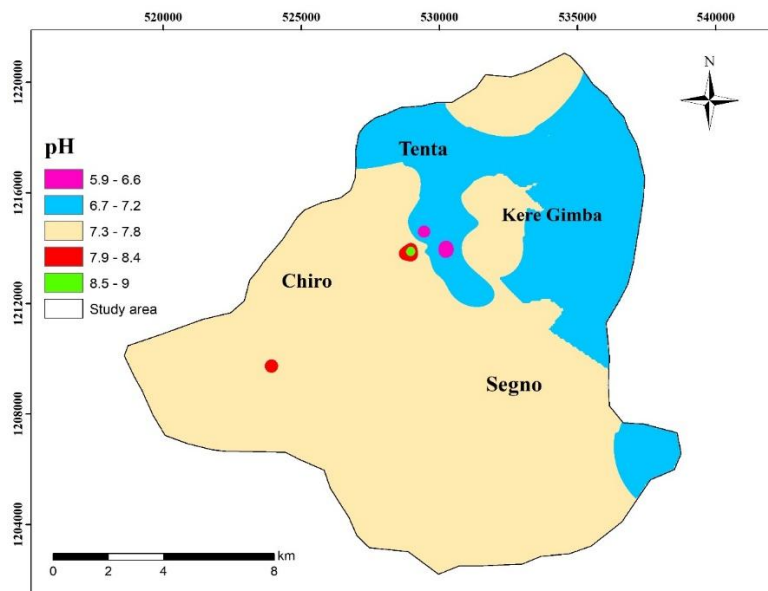 520000 525000 530000 535000 540000
N
1220000
1216000
1212000
1208000
1204000
pH
5.9 - 6.6
6.7 - 7.2
7.3 - 7.8
7.9 - 8.4
8.5 - 9
Study area
Tenta
Kere Gimba
Chiro
Segno
km
0 2 4 8